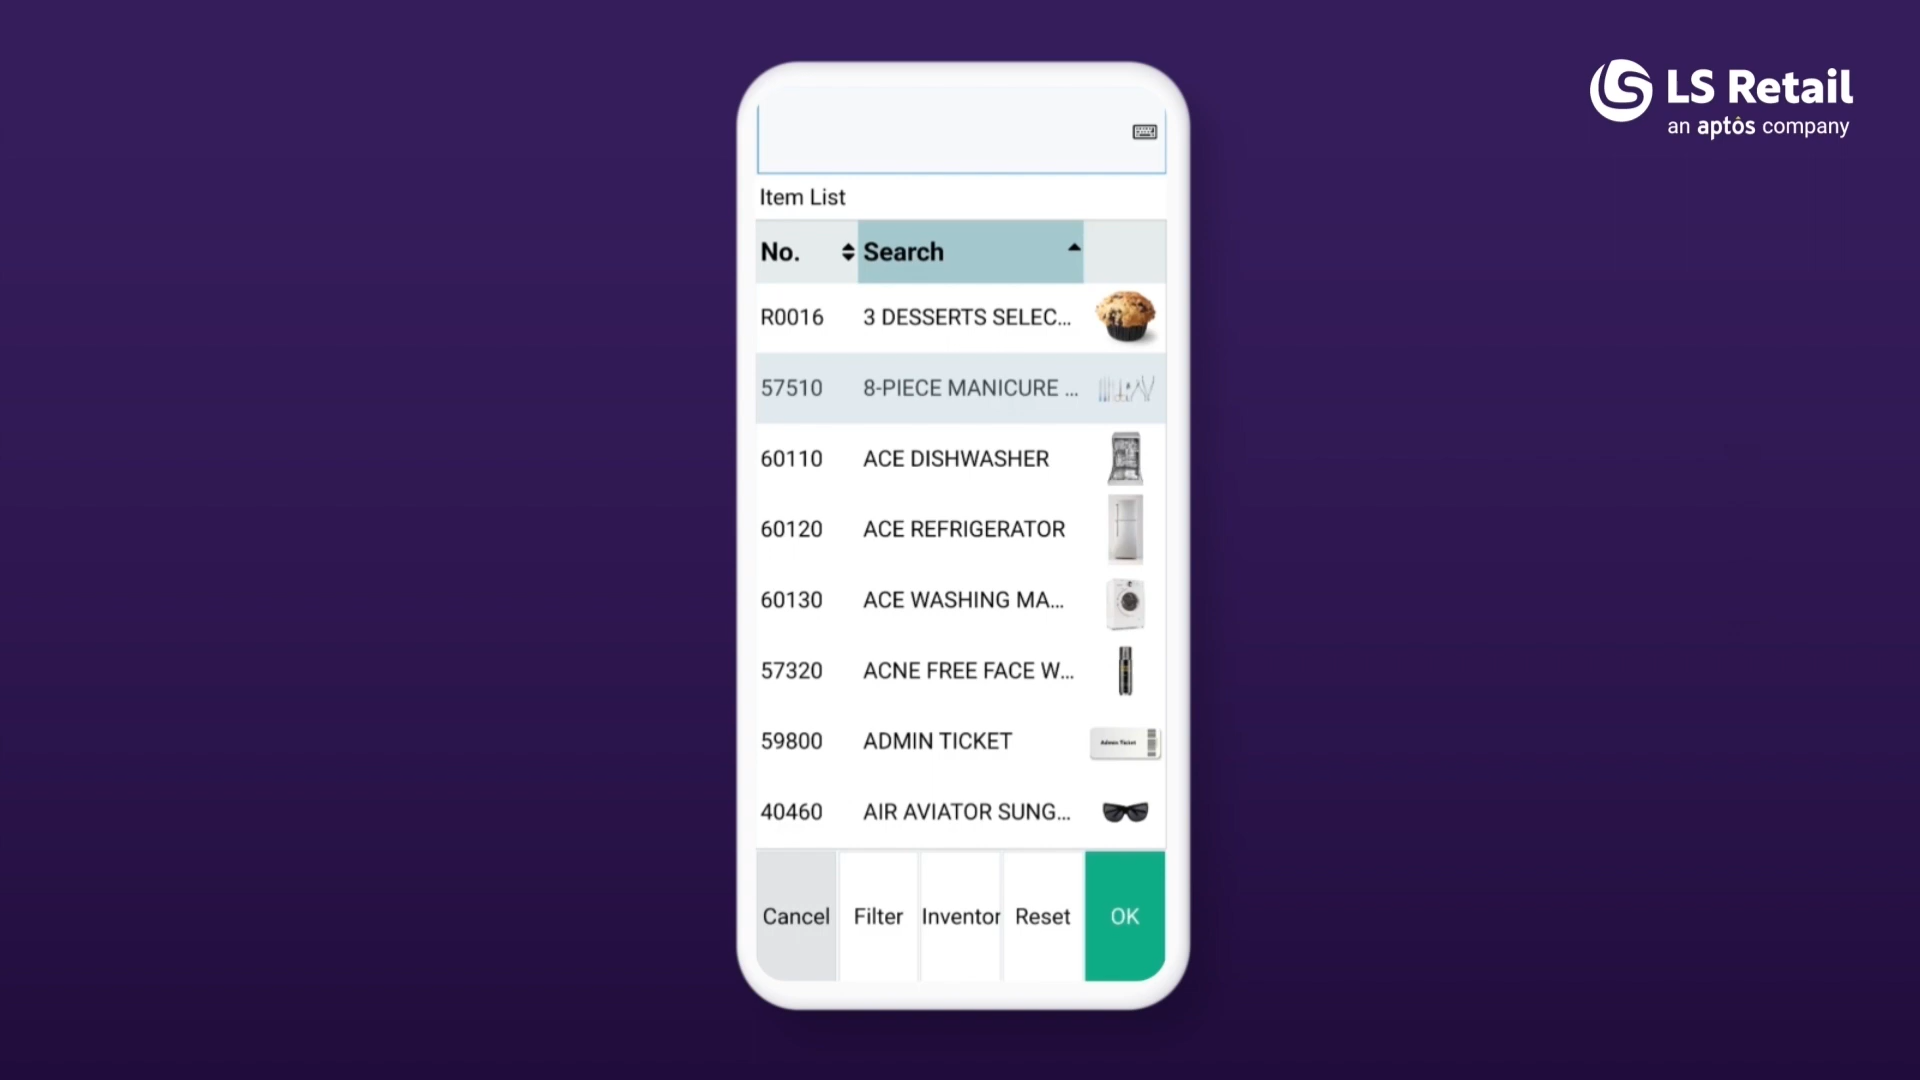 LS Retail
an aptos company
Item List
No. Search
R0016 3 DESSERTS SELEC...
57510 8-PIECE MANICURE ...
60110 ACE DISHWASHER
60120 ACE REFRIGERATOR
60130 ACE WASHING MA...
57320 ACNE FREE FACE W...
59800 ADMIN TICKET
Admin Ticket
40460 AIR AVIATOR SUNG...
Cancel Filter Inventor Reset OK